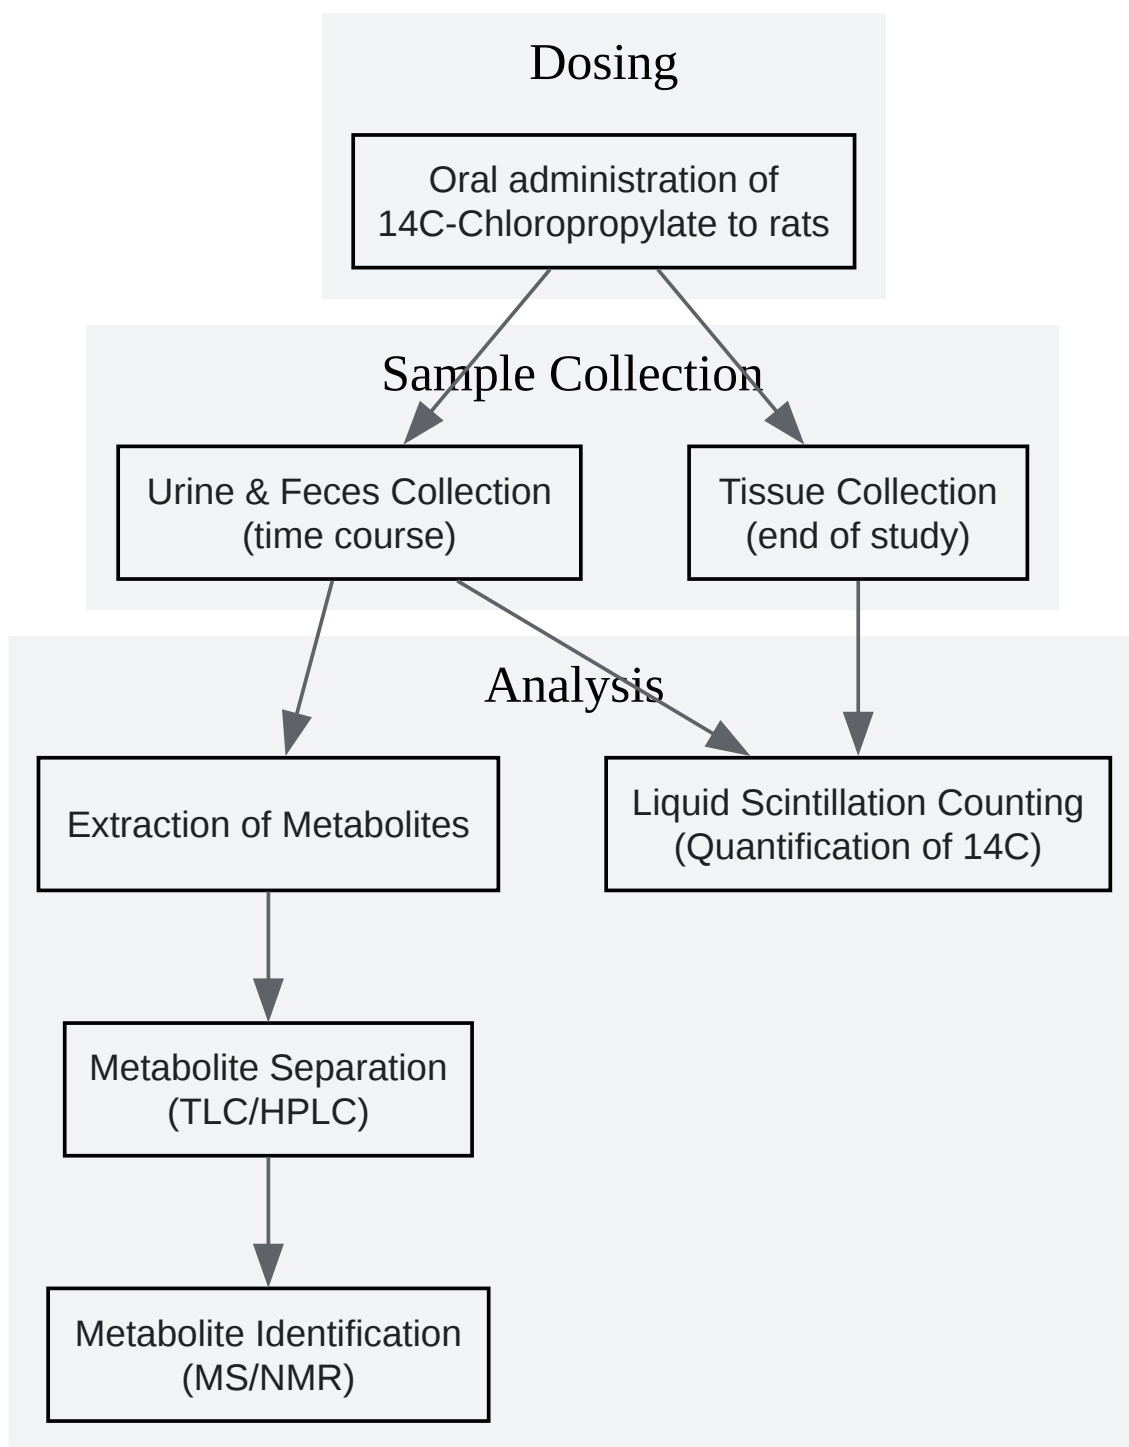 Dosing
Oral administration of
14C-Chloropropylate to rats
Sample Collection
Urine & Feces Collection
(time course)
Tissue Collection
(end of study)
Analysis
Extraction of Metabolites
Liquid Scintillation Counting
(Quantification of 14C)
Metabolite Separation
(TLC/HPLC)
Metabolite Identification
(MS/NMR)